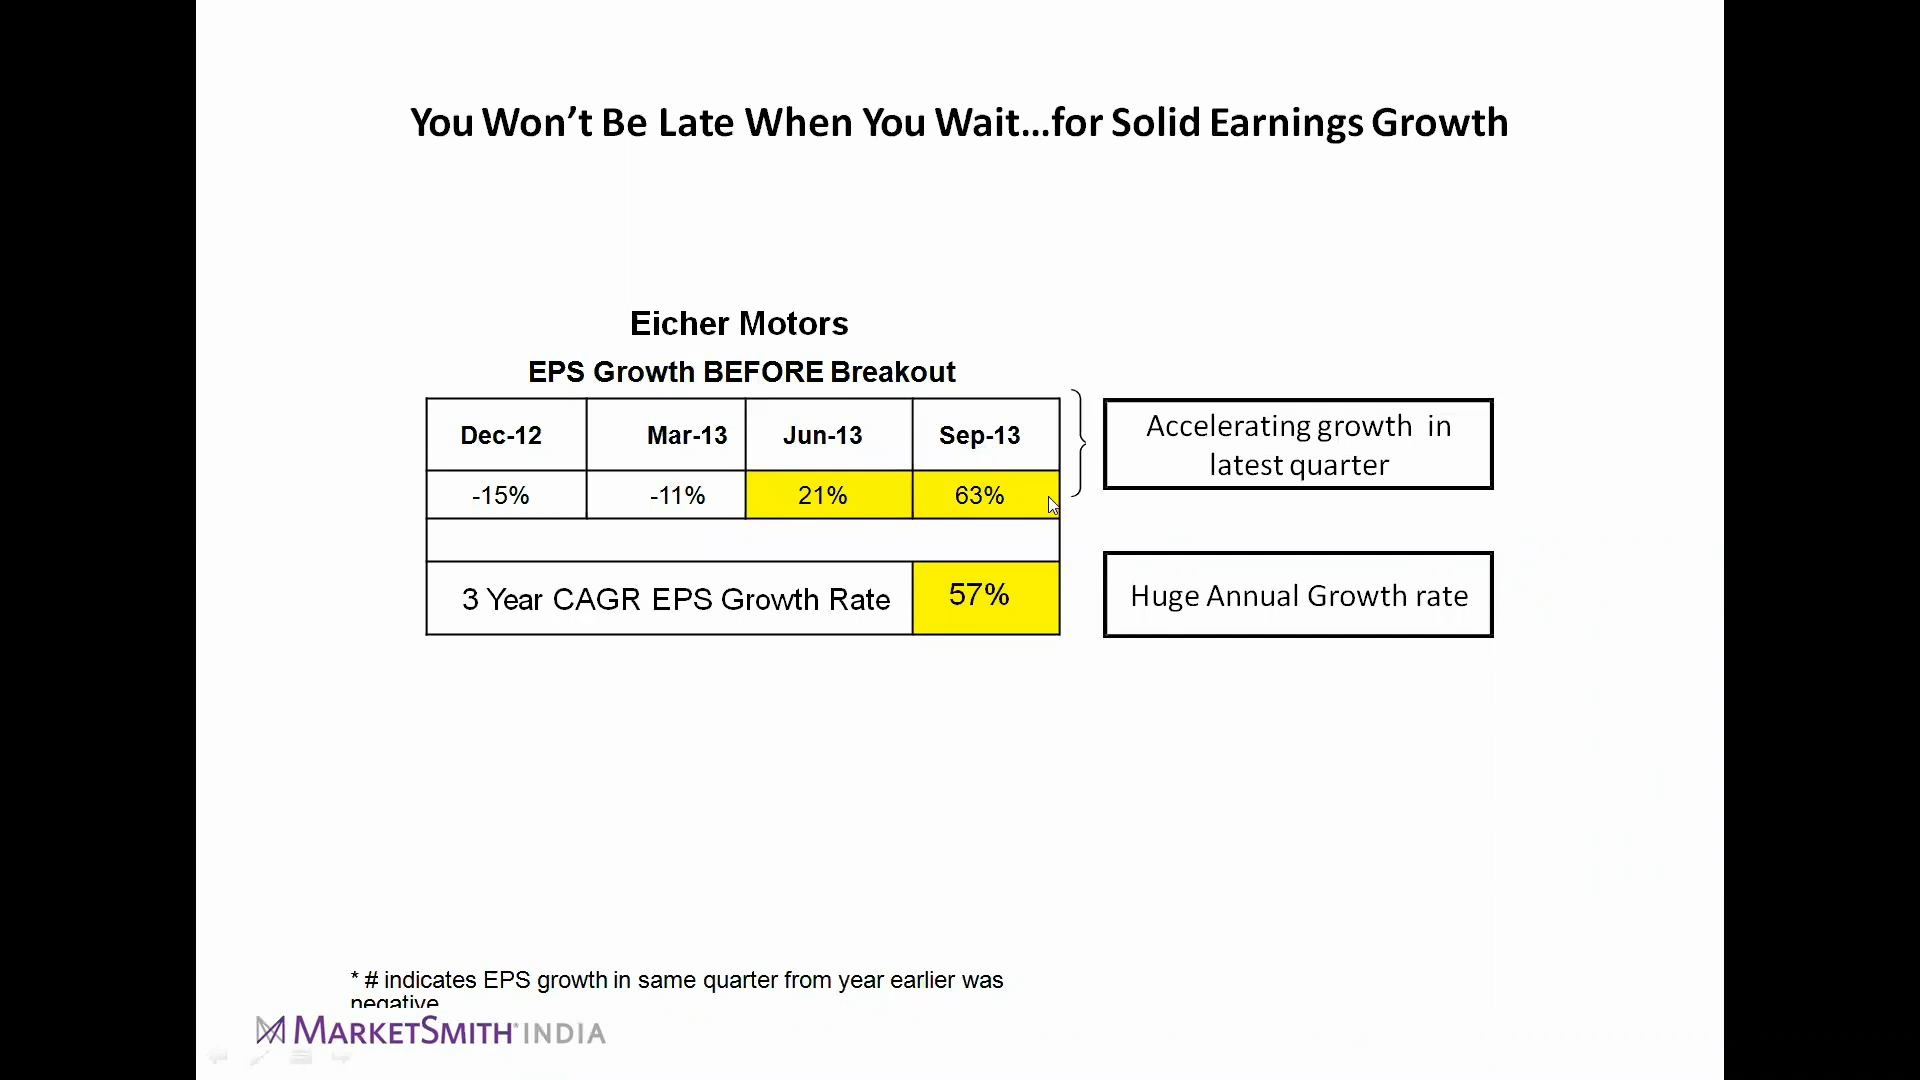 You Won’t Be Late When You Wait…for Solid Earnings Growth
Eicher Motors
EPS Growth BEFORE Breakout
Dec-12 Mar-13 Jun-13 Sep-13
-15% -11% 21% 63%
Accelerating growth in
latest quarter
3 Year CAGR EPS Growth Rate 57%
Huge Annual Growth rate
* # indicates EPS growth in same quarter from year earlier was
negative
MARKETSMITH INDIA